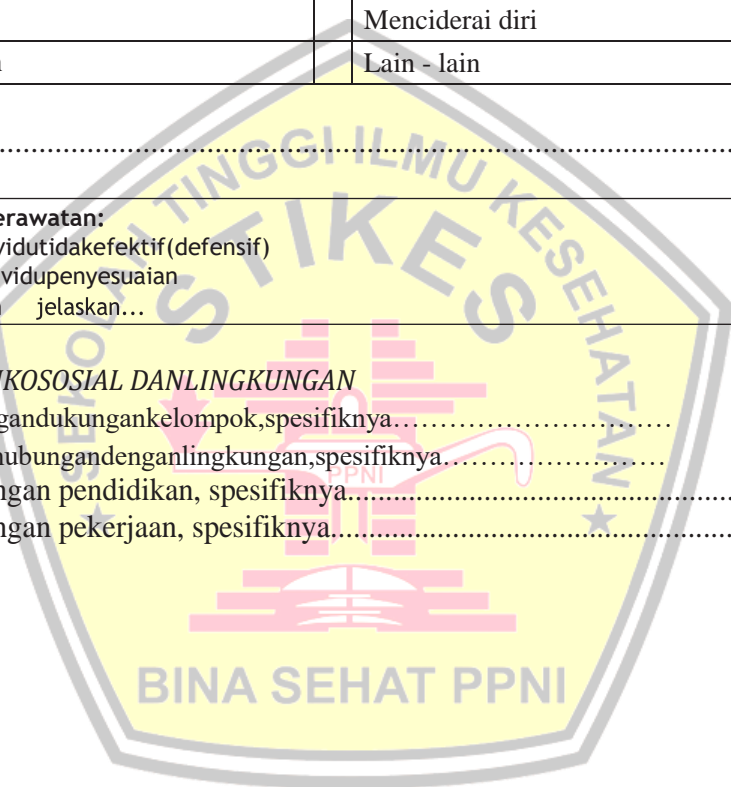 Menciderai diri
Lain - lain
................................................................................
erawatan:
vidutidakefektif(defensif)
vidupenyesuaian
jelaskan...
IKOSOSIAL DANLINGKUNGAN
gandukungankelompok,spesifiknya………………………
hubungandenganlingkungan,spesifiknya……………………
ngan pendidikan, spesifiknya........................................................
ngan pekerjaan, spesifiknya..........................................................
SEKOLAH TINGGI ILMU KESEHATAN
STIKES
PPNI
BINA SEHAT PPNI